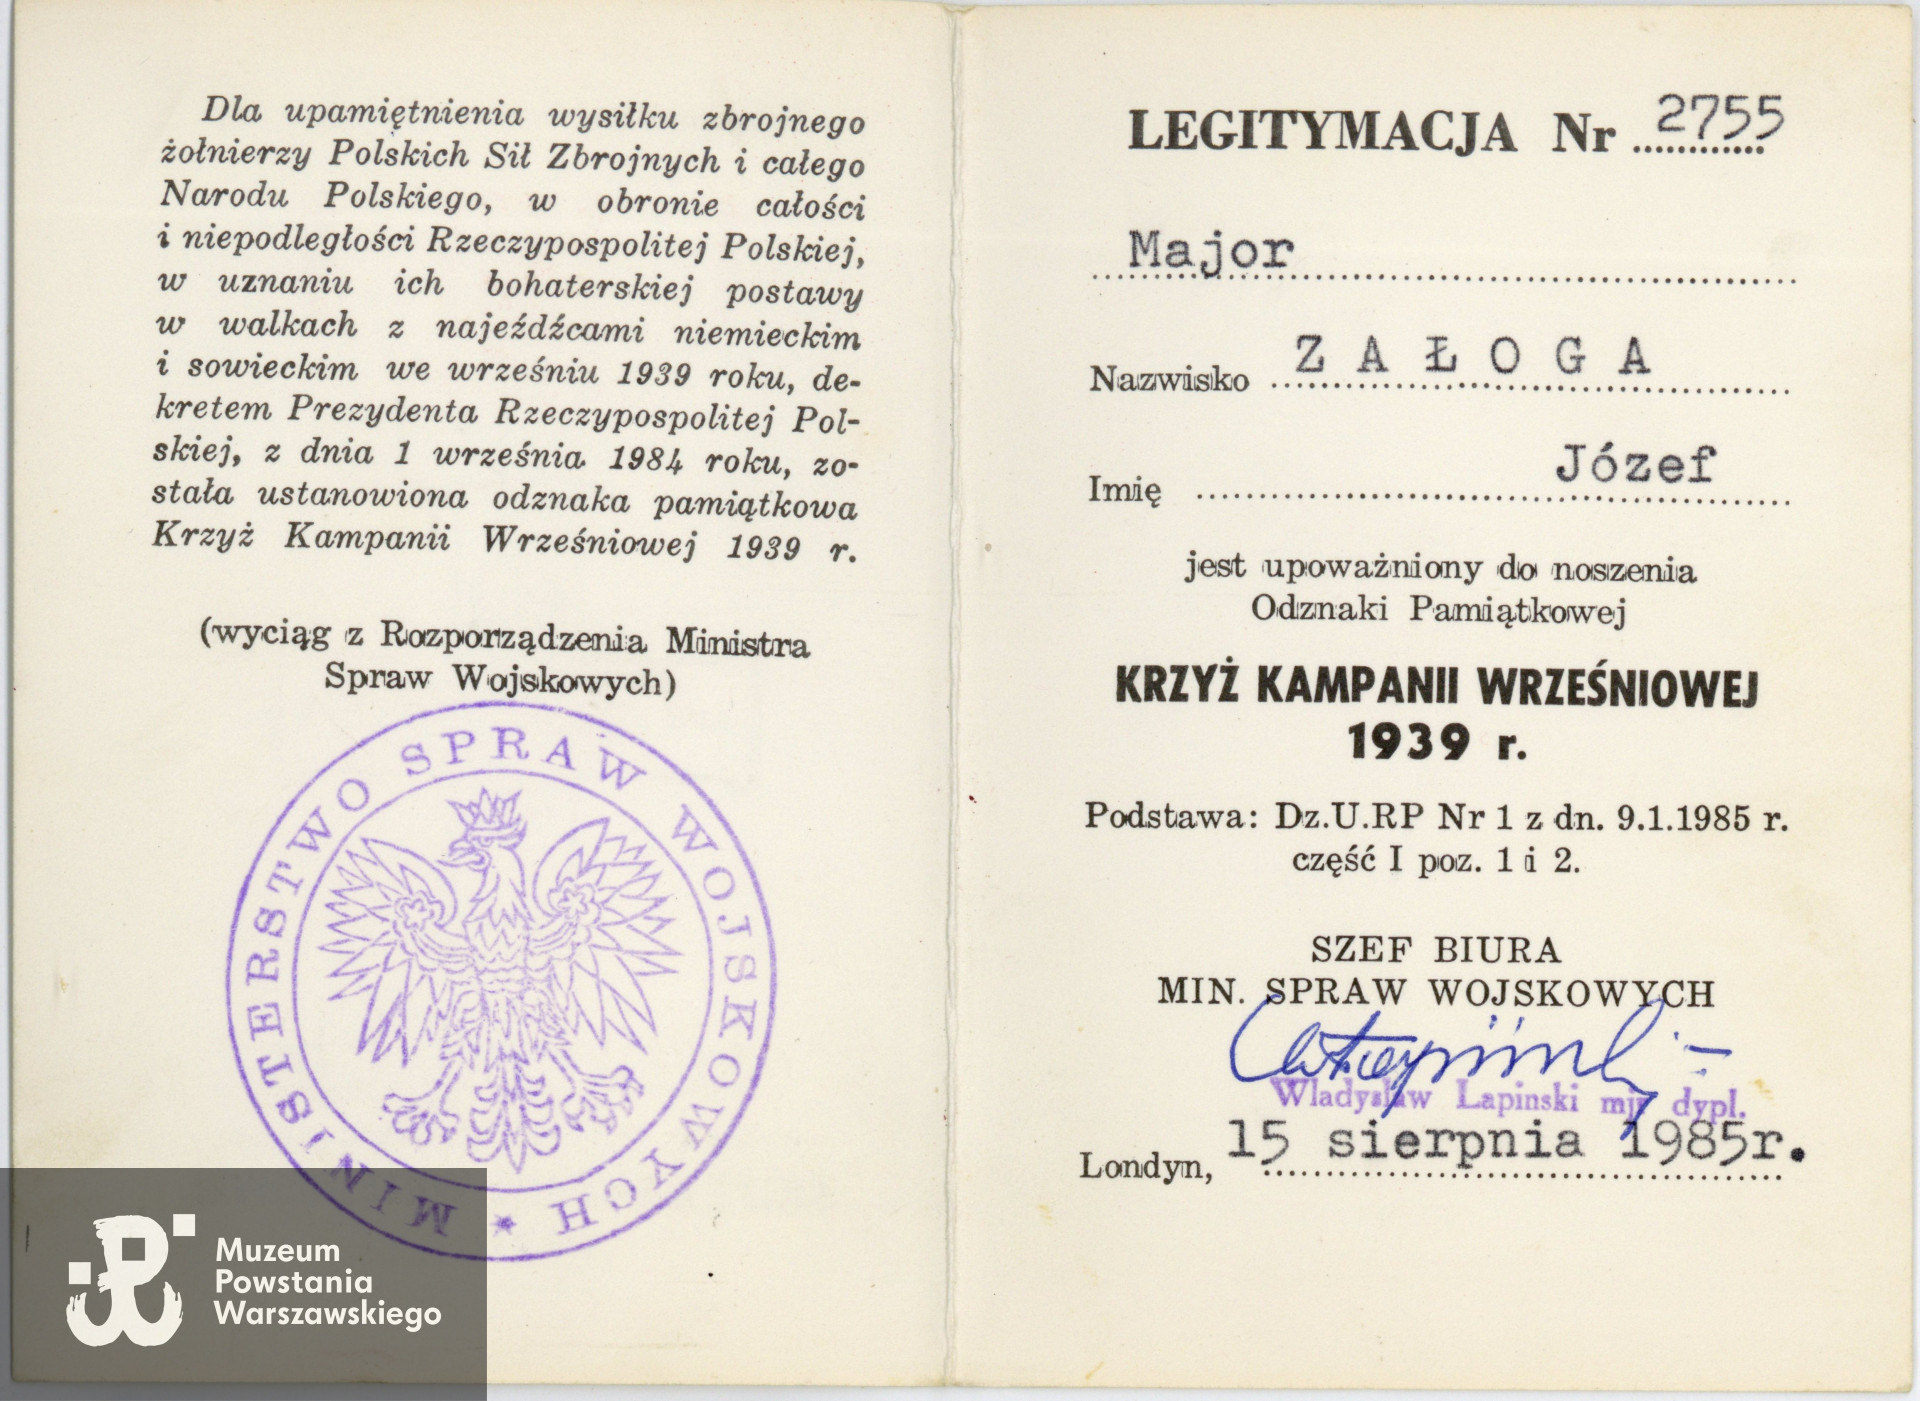 Dla upamiętnienia wysiłku zbrojnego
żołnierzy Polskich Sił Zbrojnych i całego
Narodu Polskiego, w obronie całości
i niepodległości Rzeczypospolitej Polskiej,
w uznaniu ich bohaterskiej postawy
w walkach z najeźdźcami niemieckim
i sowieckim we wrześniu 1939 roku, de-
kretem Prezydenta Rzeczypospolitej Pol-
skiej, z dnia 1 września 1984 roku, zo-
stała ustanowiona odznaka pamiątkowa
Krzyż Kampanii Wrześniowej 1939 r.
(wyciąg z Rozporządzenia Ministra
Spraw Wojskowych)
MINISTERSTWO SPRAW WOJSKOWYCH *
Muzeum
Powstania
Warszawskiego
LEGITYMACJA Nr 2755
Major
Nazwisko ZAŁOGA
Imię Józef
jest upoważniony do noszenia
Odznaki Pamiątkowej
KRZYŻ KAMPANII WRZEŚNIOWEJ
1939 r.
Podstawa: Dz.U.RP Nr 1 z dn. 9.1.1985 r.
część I poz. 1 i 2.
SZEF BIURA
MIN. SPRAW WOJSKOWYCH
Wladyslaw Lapinski mjr dypl.
Londyn, 15 sierpnia 1985r.